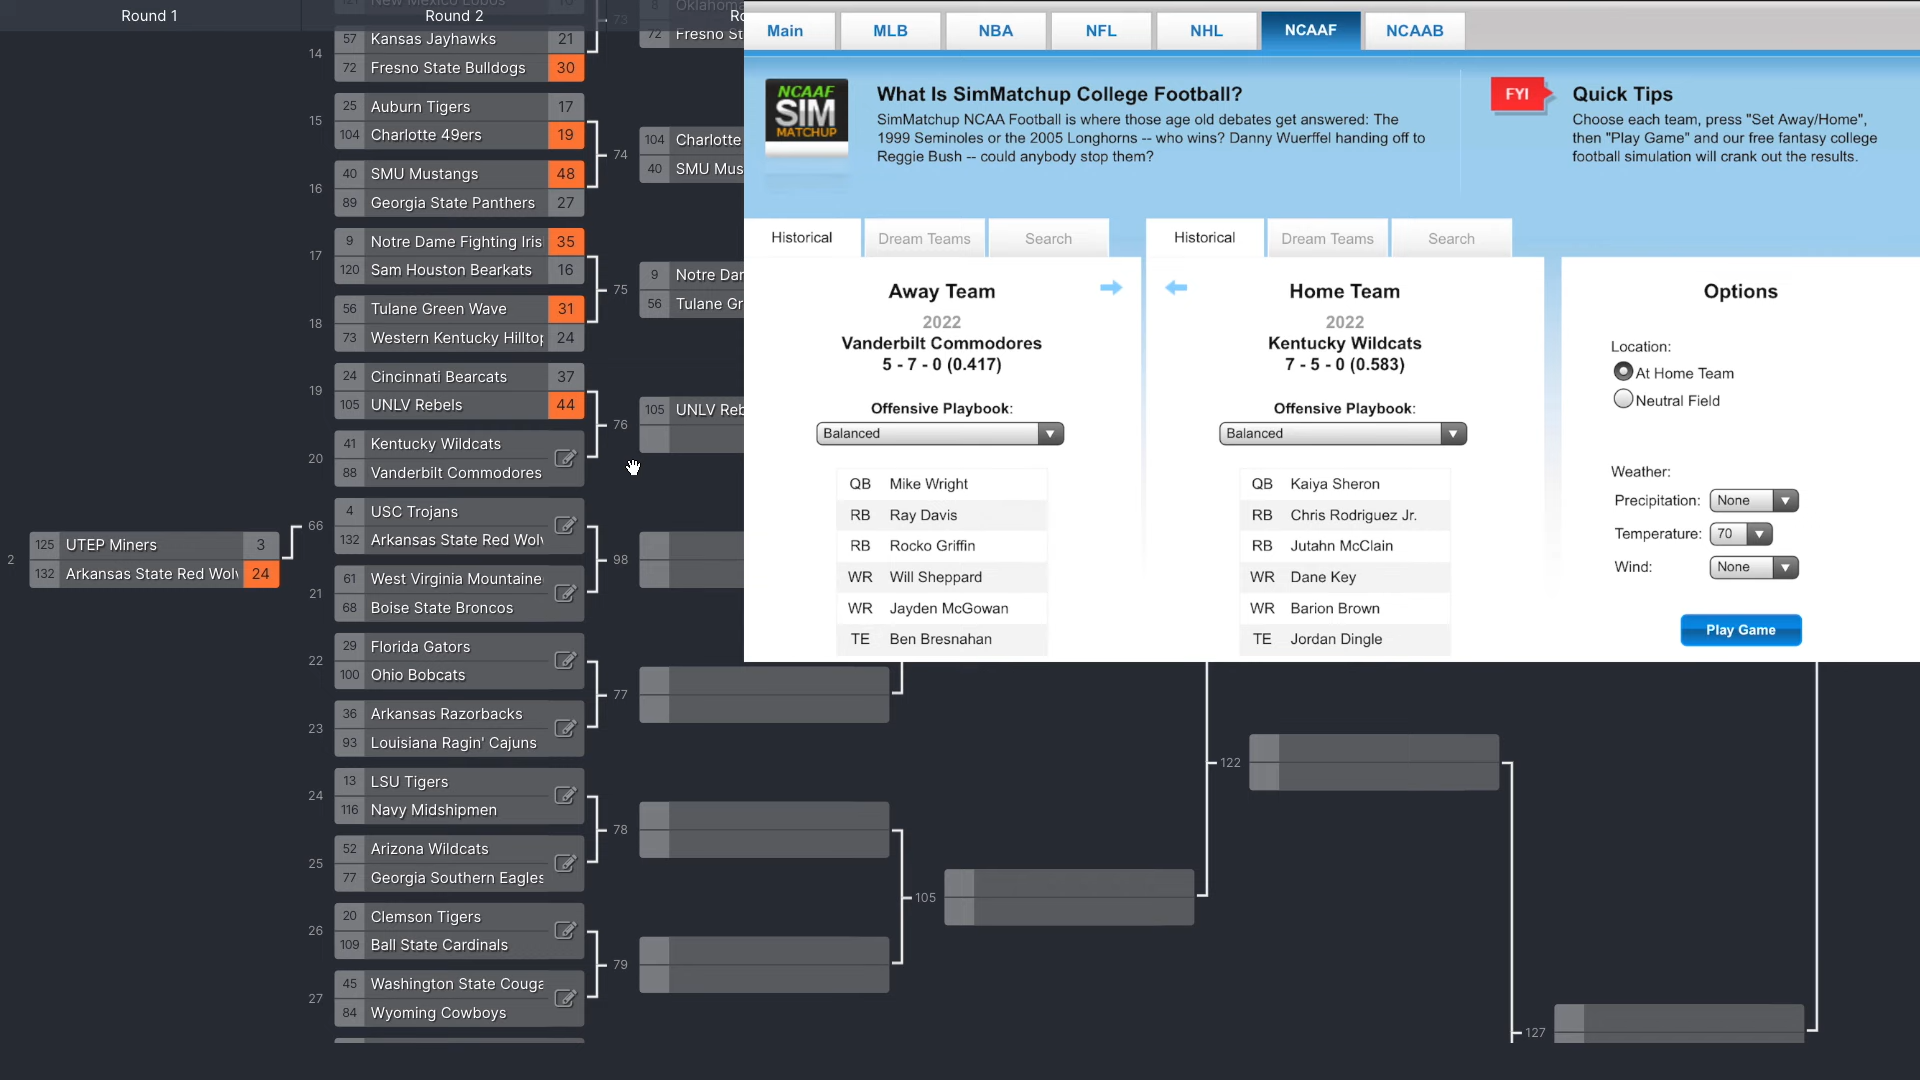 Round 1
Round 2
Ro
14
57 Kansas Jayhawks 21
72 Fresno State Bulldogs 30
15
25 Auburn Tigers 17
104 Charlotte 49ers 19
16
40 SMU Mustangs 48
89 Georgia State Panthers 27
17
9 Notre Dame Fighting Iris 35
120 Sam Houston Bearkats 16
18
56 Tulane Green Wave 31
73 Western Kentucky Hilltop 24
19
24 Cincinnati Bearcats 37
105 UNLV Rebels 44
20
41 Kentucky Wildcats
88 Vanderbilt Commodores
2
125 UTEP Miners 3
132 Arkansas State Red Wolv 24
66
4 USC Trojans
132 Arkansas State Red Wolv
21
61 West Virginia Mountainee
68 Boise State Broncos
22
29 Florida Gators
100 Ohio Bobcats
23
36 Arkansas Razorbacks
93 Louisiana Ragin' Cajuns
24
13 LSU Tigers
116 Navy Midshipmen
25
52 Arizona Wildcats
77 Georgia Southern Eagles
26
20 Clemson Tigers
109 Ball State Cardinals
27
45 Washington State Couga
84 Wyoming Cowboys
73
72 Fresno St
74
104 Charlotte
40 SMU Mus
75
9 Notre Dar
56 Tulane Gr
76
105 UNLV Reb
98
77
78
79
105
122
127
Main MLB NBA NFL NHL NCAAF NCAAB
NCAAF
SIM
MATCHUP
What Is SimMatchup College Football?
SimMatchup NCAA Football is where those age old debates get answered: The
1999 Seminoles or the 2005 Longhorns -- who wins? Danny Wuerffel handing off to
Reggie Bush -- could anybody stop them?
FYI
Quick Tips
Choose each team, press "Set Away/Home",
then "Play Game" and our free fantasy college
football simulation will crank out the results.
Historical Dream Teams Search
Away Team
2022
Vanderbilt Commodores
5 - 7 - 0 (0.417)
Offensive Playbook:
Balanced
QB Mike Wright
RB Ray Davis
RB Rocko Griffin
WR Will Sheppard
WR Jayden McGowan
TE Ben Bresnahan
Historical Dream Teams Search
Home Team
2022
Kentucky Wildcats
7 - 5 - 0 (0.583)
Offensive Playbook:
Balanced
QB Kaiya Sheron
RB Chris Rodriguez Jr.
RB Jutahn McClain
WR Dane Key
WR Barion Brown
TE Jordan Dingle
Options
Location:
At Home Team
Neutral Field
Weather:
Precipitation: None
Temperature: 70
Wind: None
Play Game